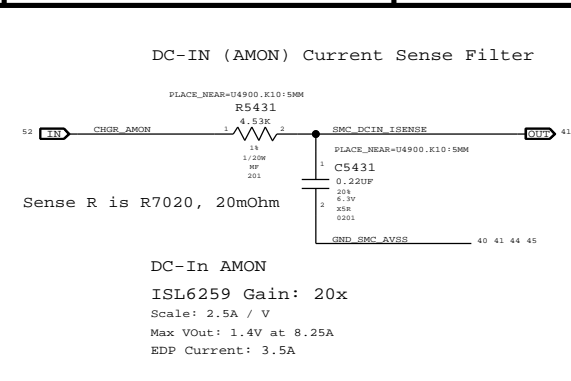 DC-IN (AMON) Current Sense Filter
PLACE_NEAR=U4900.K10:5MM
R5431
4.53K
52 IN CHGR_AMON 1 2 SMC_DCIN_ISENSE OUT 41
1%
1/20W
MF
201
PLACE_NEAR=U4900.K10:5MM
1 C5431
0.22UF
20%
6.3V
X5R
0201
2
Sense R is R7020, 20mOhm
GND_SMC_AVSS 40 41 44 45
DC-In AMON
ISL6259 Gain: 20x
Scale: 2.5A / V
Max VOut: 1.4V at 8.25A
EDP Current: 3.5A